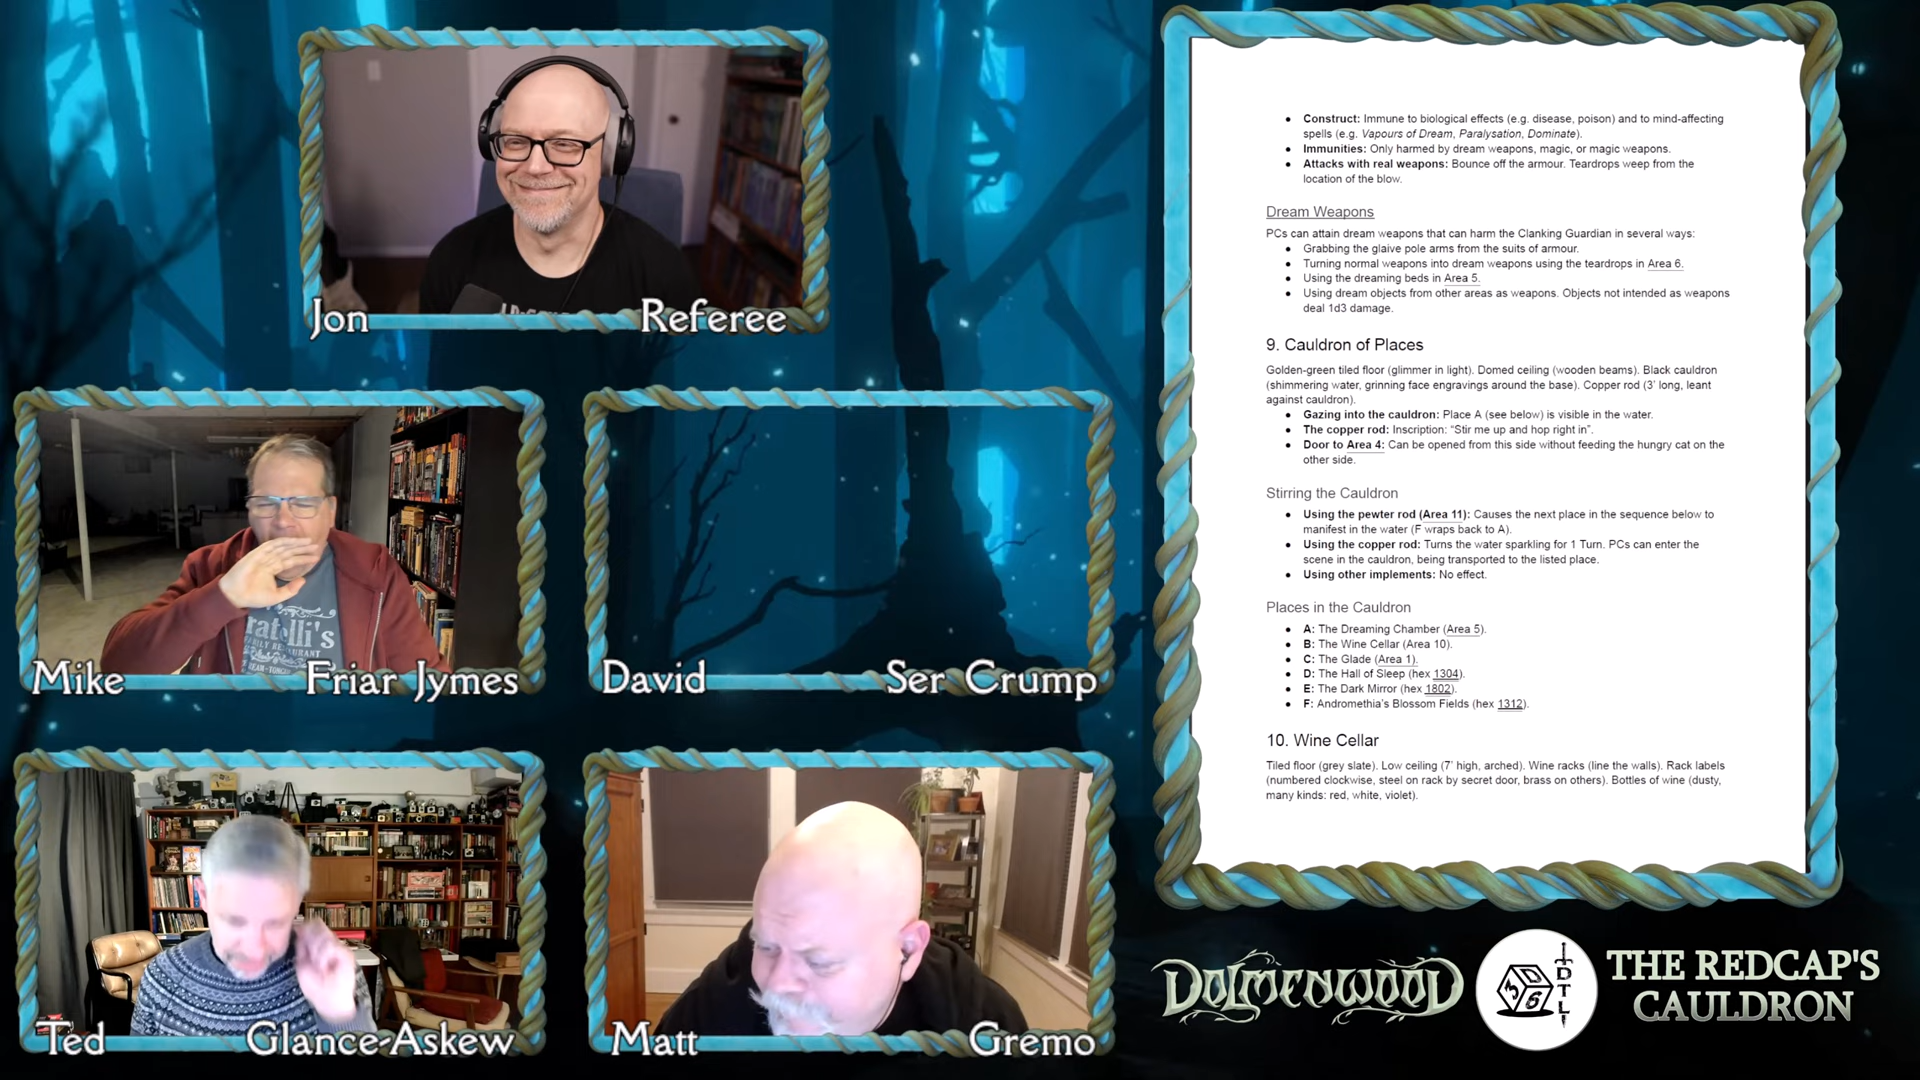 Jon Referee
Mike Friar Jymes
David Ser Crump
Ted Glance-Askew
Matt Gremo
ratelli's
• Construct: Immune to biological effects (e.g. disease, poison) and to mind-affecting
spells (e.g. Vapours of Dream, Paralysation, Dominate).
• Immunities: Only harmed by dream weapons, magic, or magic weapons.
• Attacks with real weapons: Bounce off the armour. Teardrops weep from the
location of the blow.
Dream Weapons
PCs can attain dream weapons that can harm the Clanking Guardian in several ways:
• Grabbing the glaive pole arms from the suits of armour.
• Turning normal weapons into dream weapons using the teardrops in Area 6.
• Using the dreaming beds in Area 5.
• Using dream objects from other areas as weapons. Objects not intended as weapons
deal 1d3 damage.
9. Cauldron of Places
Golden-green tiled floor (glimmer in light). Domed ceiling (wooden beams). Black cauldron
(shimmering water, grinning face engravings around the base). Copper rod (3' long, leant
against cauldron).
• Gazing into the cauldron: Place A (see below) is visible in the water.
• The copper rod: Inscription: “Stir me up and hop right in”.
• Door to Area 4: Can be opened from this side without feeding the hungry cat on the
other side.
Stirring the Cauldron
• Using the pewter rod (Area 11): Causes the next place in the sequence below to
manifest in the water (F wraps back to A).
• Using the copper rod: Turns the water sparkling for 1 Turn. PCs can enter the
scene in the cauldron, being transported to the listed place.
• Using other implements: No effect.
Places in the Cauldron
• A: The Dreaming Chamber (Area 5).
• B: The Wine Cellar (Area 10).
• C: The Glade (Area 1).
• D: The Hall of Sleep (hex 1304).
• E: The Dark Mirror (hex 1802).
• F: Andromethia's Blossom Fields (hex 1312).
10. Wine Cellar
Tiled floor (grey slate). Low ceiling (7' high, arched). Wine racks (line the walls). Rack labels
(numbered clockwise, steel on rack by secret door, brass on others). Bottles of wine (dusty,
many kinds: red, white, violet).
DOLMENWOOD
3D6
DTL
THE REDCAP'S
CAULDRON